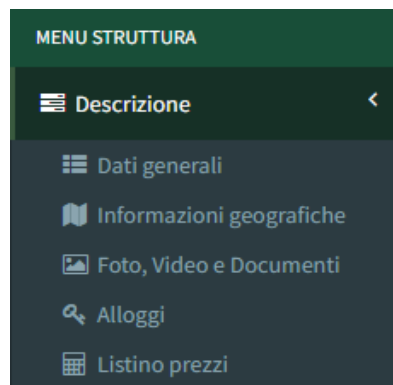 MENU STRUTTURA
Descrizione
Dati generali
Informazioni geografiche
Foto, Video e Documenti
Alloggi
Listino prezzi